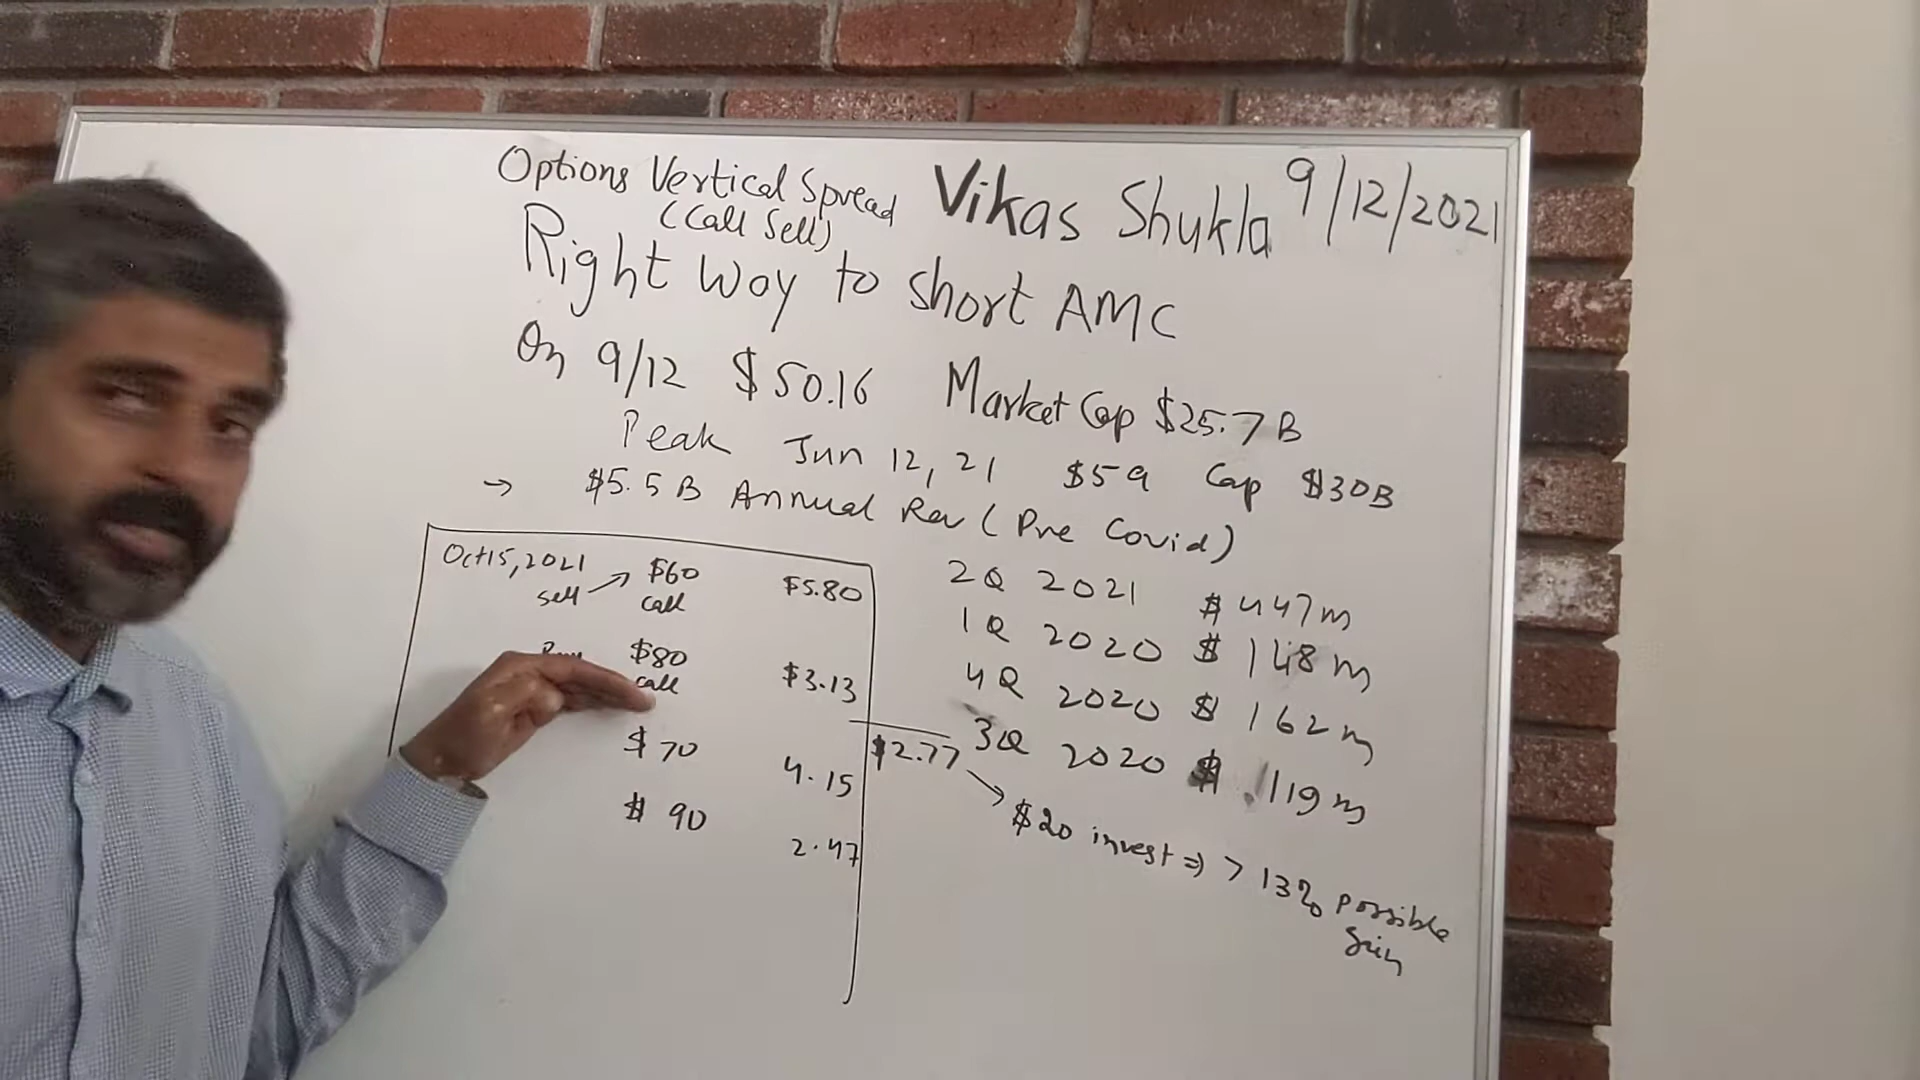 Options Vertical Spread
(Call Sell)
Vikas Shukla 9/12/2021
Right Way to short AMC
On 9/12 $50.16 Market Cap $25.7B
Peak Jun 12, 21 $59 Cap $30B
→ $5.5B Annual Rev (Pre Covid)
Oct 15, 2021
sell → $60 call $5.80
$80 call $3.13
$2.77
$70 4.15
$90 2.47
2Q 2021 $447m
1Q 2020 $148m
4Q 2020 $162m
3Q 2020 $119m
→ $20 invest ⇒ > 13% possible
gain